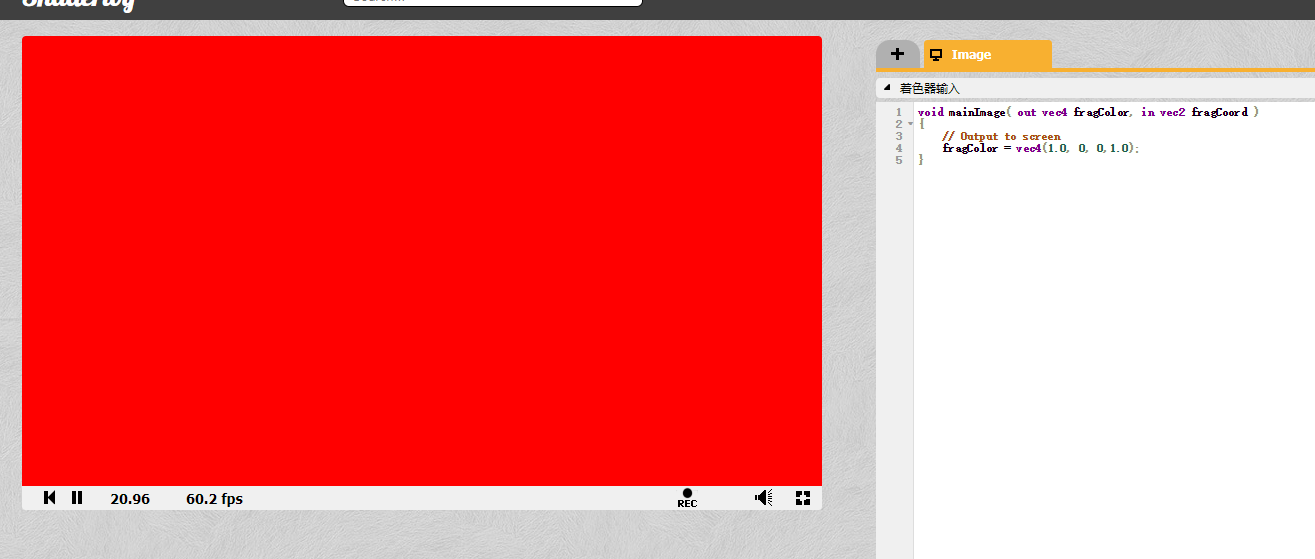 Image
着色器输入
1 void mainImage( out vec4 fragColor, in vec2 fragCoord )
2 {
3 // Output to screen
4 fragColor = vec4(1.0, 0, 0,1.0);
5 }
20.96 60.2 fps
REC